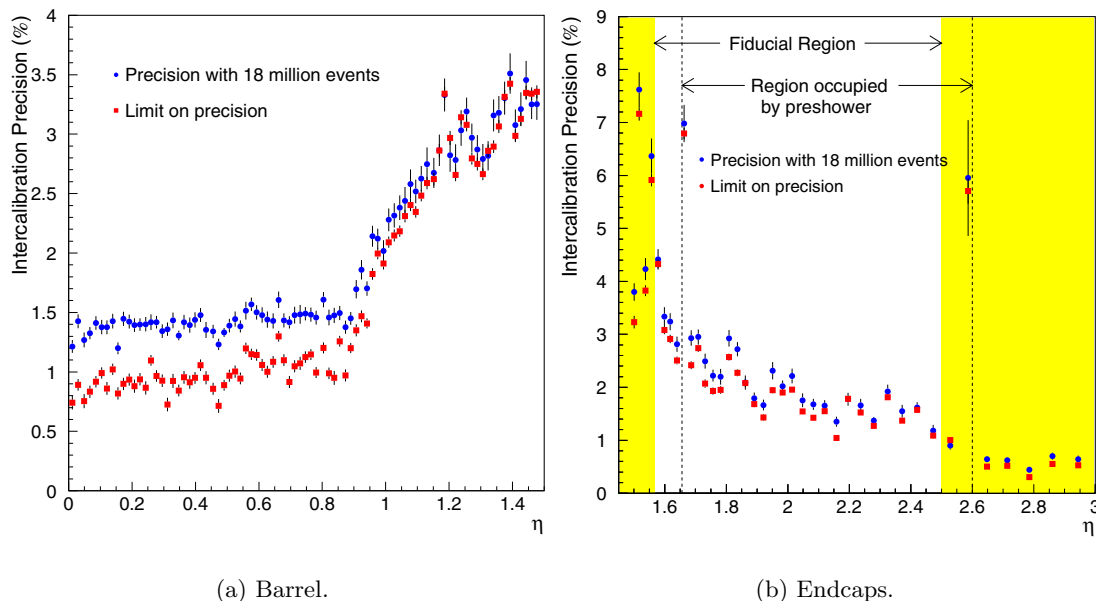 Intercalibration Precision (%)
4
3.5
3
2.5
2
1.5
1
0.5
0
0 0.2 0.4 0.6 0.8 1 1.2 1.4
η
Precision with 18 million events
Limit on precision
(a) Barrel.
Intercalibration Precision (%)
9
8
7
6
5
4
3
2
1
0
1.6 1.8 2 2.2 2.4 2.6 2.8 3
η
Fiducial Region
Region occupied
by preshower
Precision with 18 million events
Limit on precision
(b) Endcaps.